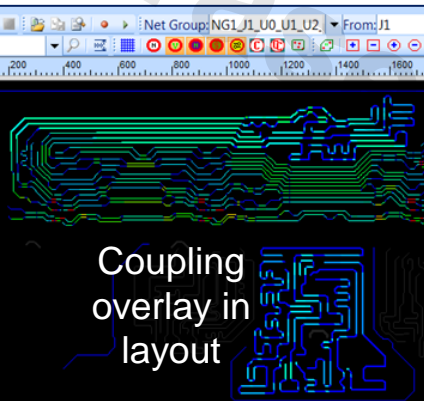 Net Group: NG1_J1_U0_U1_U2_ From: J1
200 400 600 800 1000 1200 1400 1600
Coupling
overlay in
layout